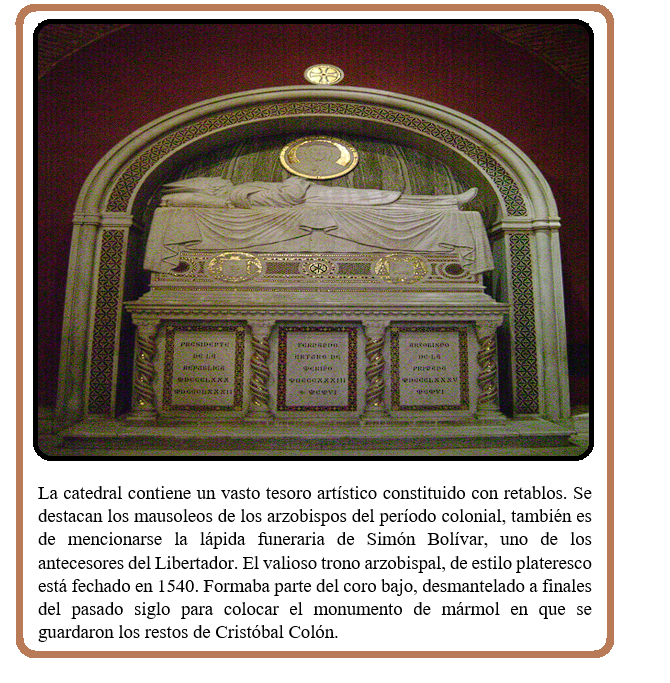 PRESIDENTE
DE LA
REPÚBLICA
MDCCCLXXX
MDCCCLXXXII
FERNANDO
ARTURO DE
MERIÑO
MDCCCXXXIII
MCMVI
ARZOBISPO
DE LA
PRIMADA
MDCCCLXXXV
MCMVI
La catedral contiene un vasto tesoro artístico constituido con retablos. Se
destacan los mausoleos de los arzobispos del período colonial, también es
de mencionarse la lápida funeraria de Simón Bolívar, uno de los
antecesores del Libertador. El valioso trono arzobispal, de estilo plateresco
está fechado en 1540. Formaba parte del coro bajo, desmantelado a finales
del pasado siglo para colocar el monumento de mármol en que se
guardaron los restos de Cristóbal Colón.